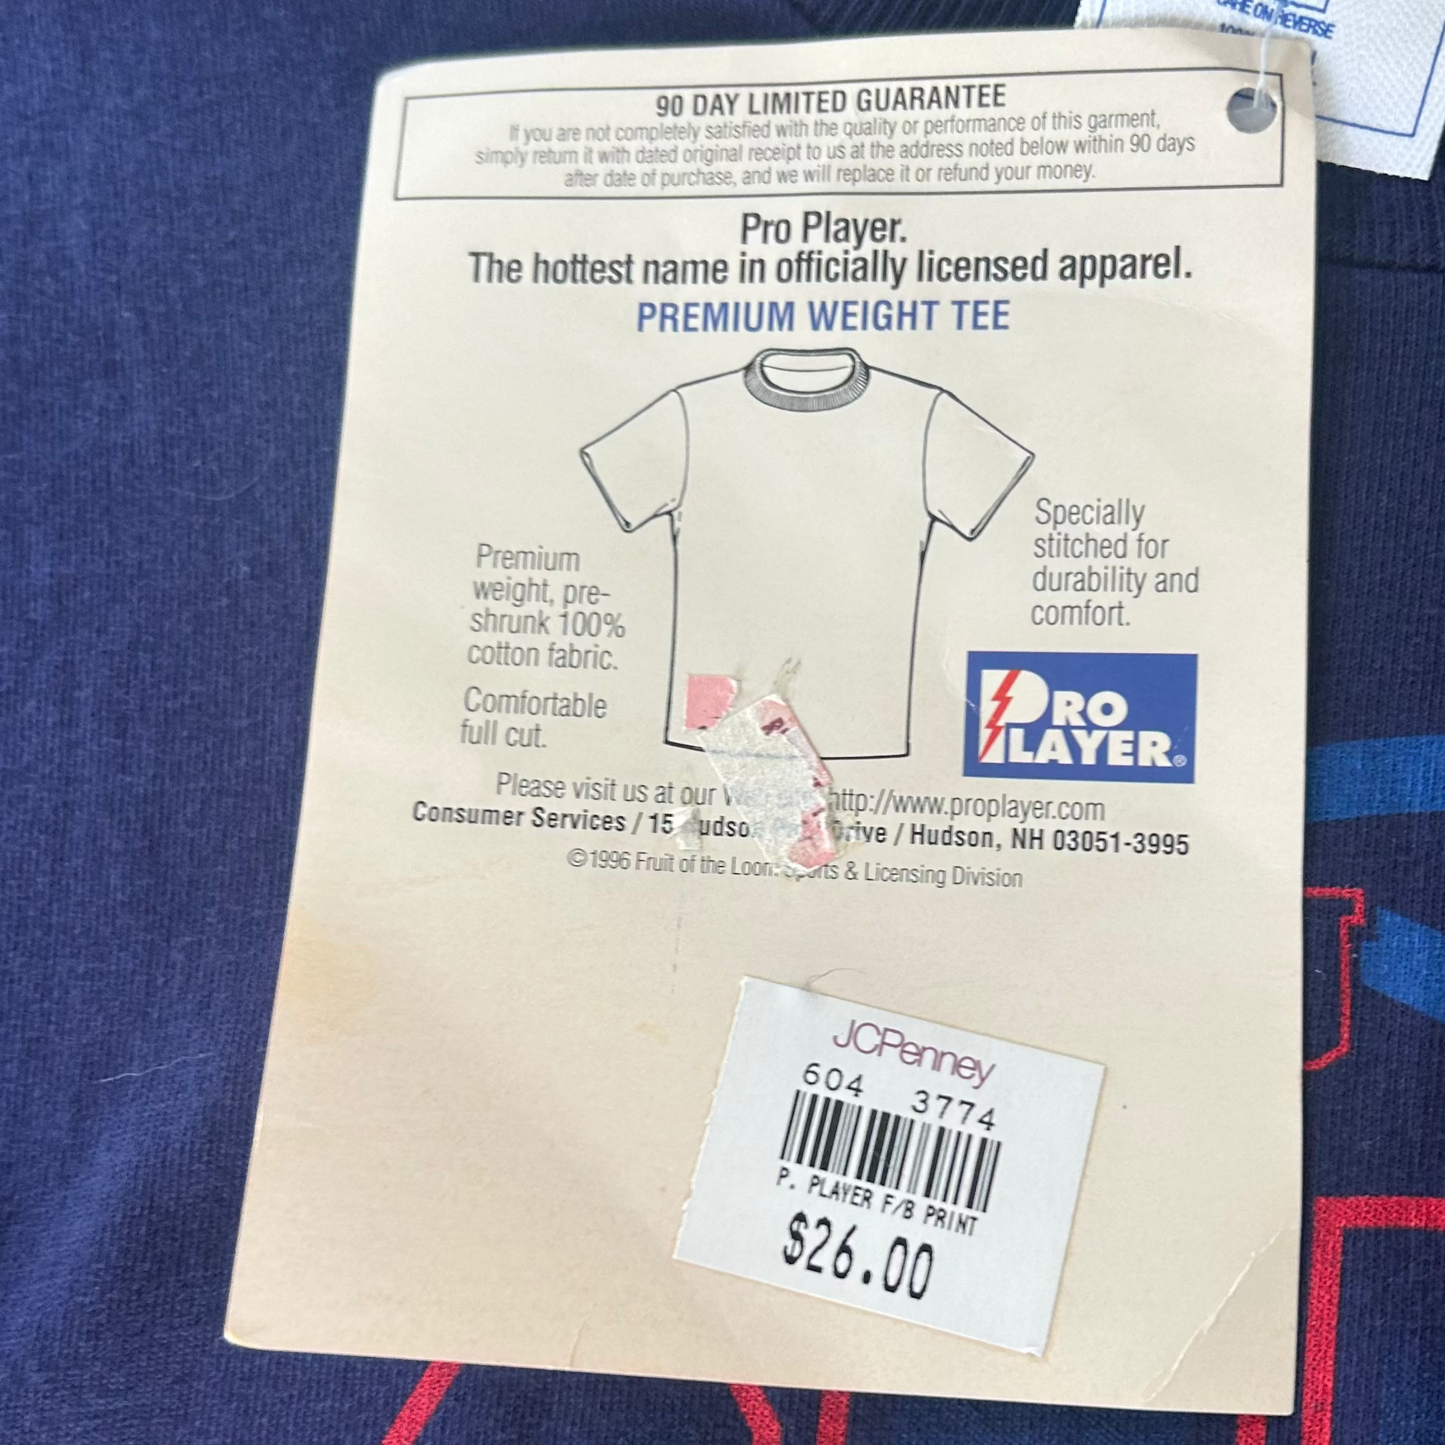 CARE ON REVERSE
90 DAY LIMITED GUARANTEE
If you are not completely satisfied with the quality or performance of this garment,
simply return it with dated original receipt to us at the address noted below within 90 days
after date of purchase, and we will replace it or refund your money.
Pro Player.
The hottest name in officially licensed apparel.
PREMIUM WEIGHT TEE
Premium
weight, pre-
shrunk 100%
cotton fabric.
Comfortable
full cut.
Specially
stitched for
durability and
comfort.
PRO
PLAYER®
Please visit us at our http://www.proplayer.com
Consumer Services / 15 Drive / Hudson, NH 03051-3995
©1996 Fruit of the Loom Sports & Licensing Division
JCPenney
604 3774
P. PLAYER F/B PRINT
$26.00